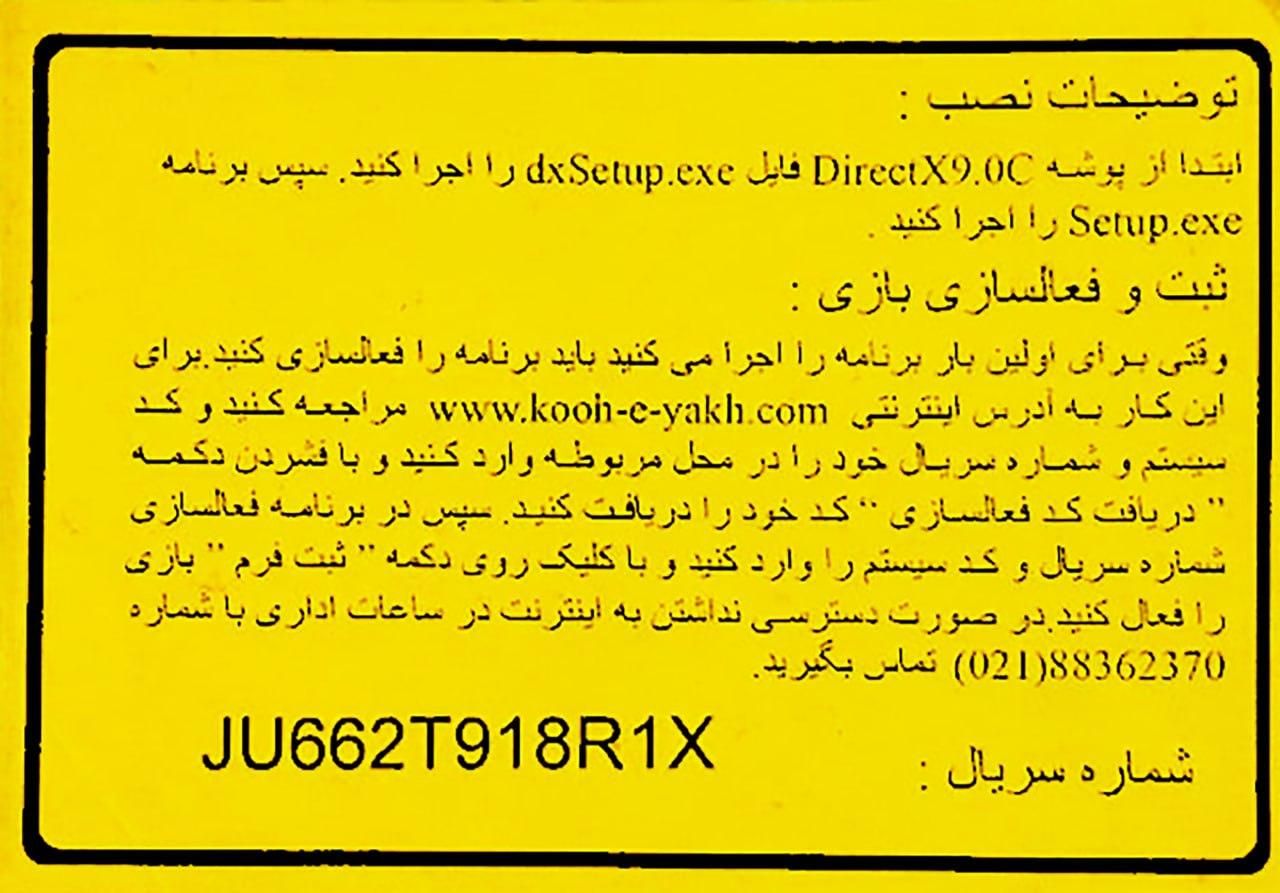 توضیحات نصب :
ابتدا از پوشه DirectX9.0C فایل dxSetup.exe را اجرا کنید. سپس برنامه
Setup.exe را اجرا کنید .
ثبت و فعالسازی بازی :
وقتی برای اولین بار برنامه را اجرا می کنید باید برنامه را فعالسازی کنید.برای
این کار به آدرس اینترنتی www.kooh-e-yakh.com مراجعه کنید و کد
سیستم و شماره سریال خود را در محل مربوطه وارد کنید و با فشردن دکمه
" دریافت کد فعالسازی " کد خود را دریافت کنید. سپس در برنامه فعالسازی
شماره سریال و کد سیستم را وارد کنید و با کلیک روی دکمه " ثبت فرم " بازی
را فعال کنید.در صورت دسترسی نداشتن به اینترنت در ساعات اداری با شماره
88362370(021) تماس بگیرید.
شماره سریال : JU662T918R1X